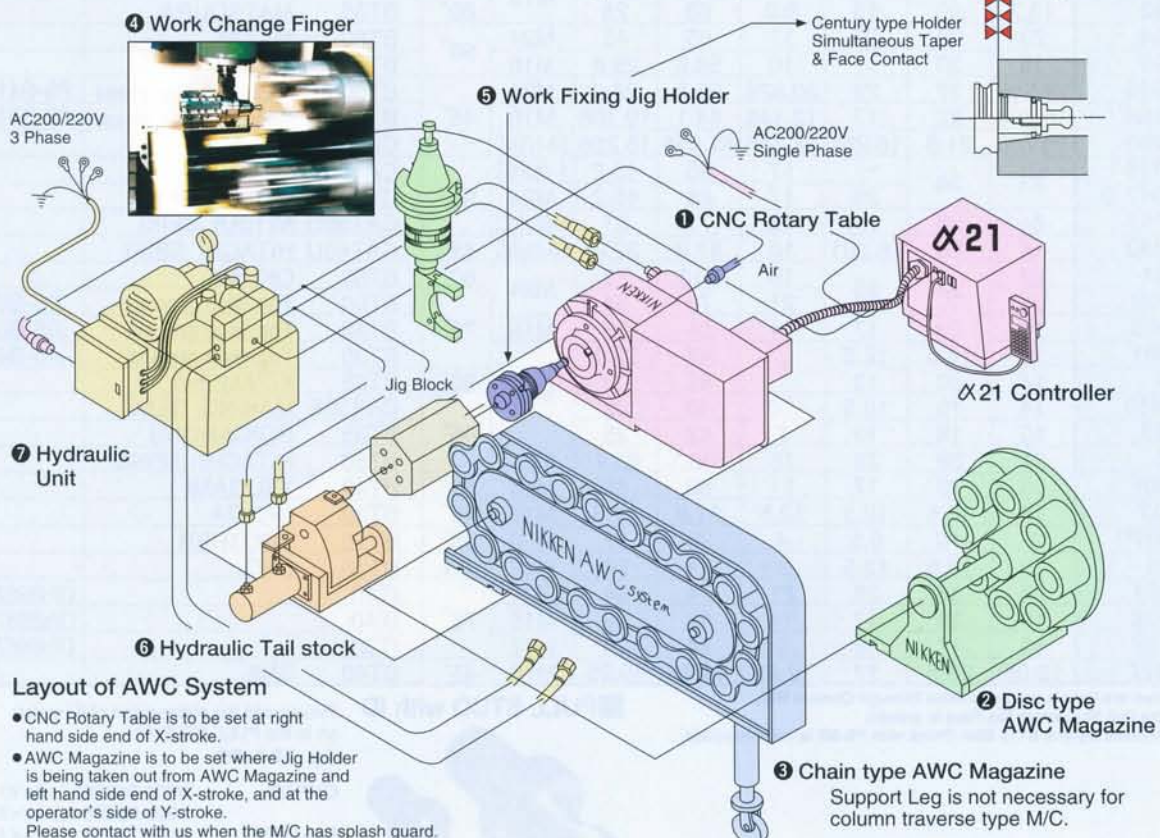 ❹ Work Change Finger
Century type Holder
Simultaneous Taper
& Face Contact
❺ Work Fixing Jig Holder
AC200/220V
3 Phase
AC200/220V
Single Phase
❶ CNC Rotary Table
α21
Air
NIKKEN
Jig Block
α21 Controller
❼ Hydraulic
Unit
NIKKEN AWC system
❻ Hydraulic Tail stock
NIKKEN
❷ Disc type
AWC Magazine
Layout of AWC System
●CNC Rotary Table is to be set at right
hand side end of X-stroke.
●AWC Magazine is to be set where Jig Holder
is being taken out from AWC Magazine and
left hand side end of X-stroke, and at the
operator's side of Y-stroke.
Please contact with us when the M/C has splash guard.
❸ Chain type AWC Magazine
Support Leg is not necessary for
column traverse type M/C.